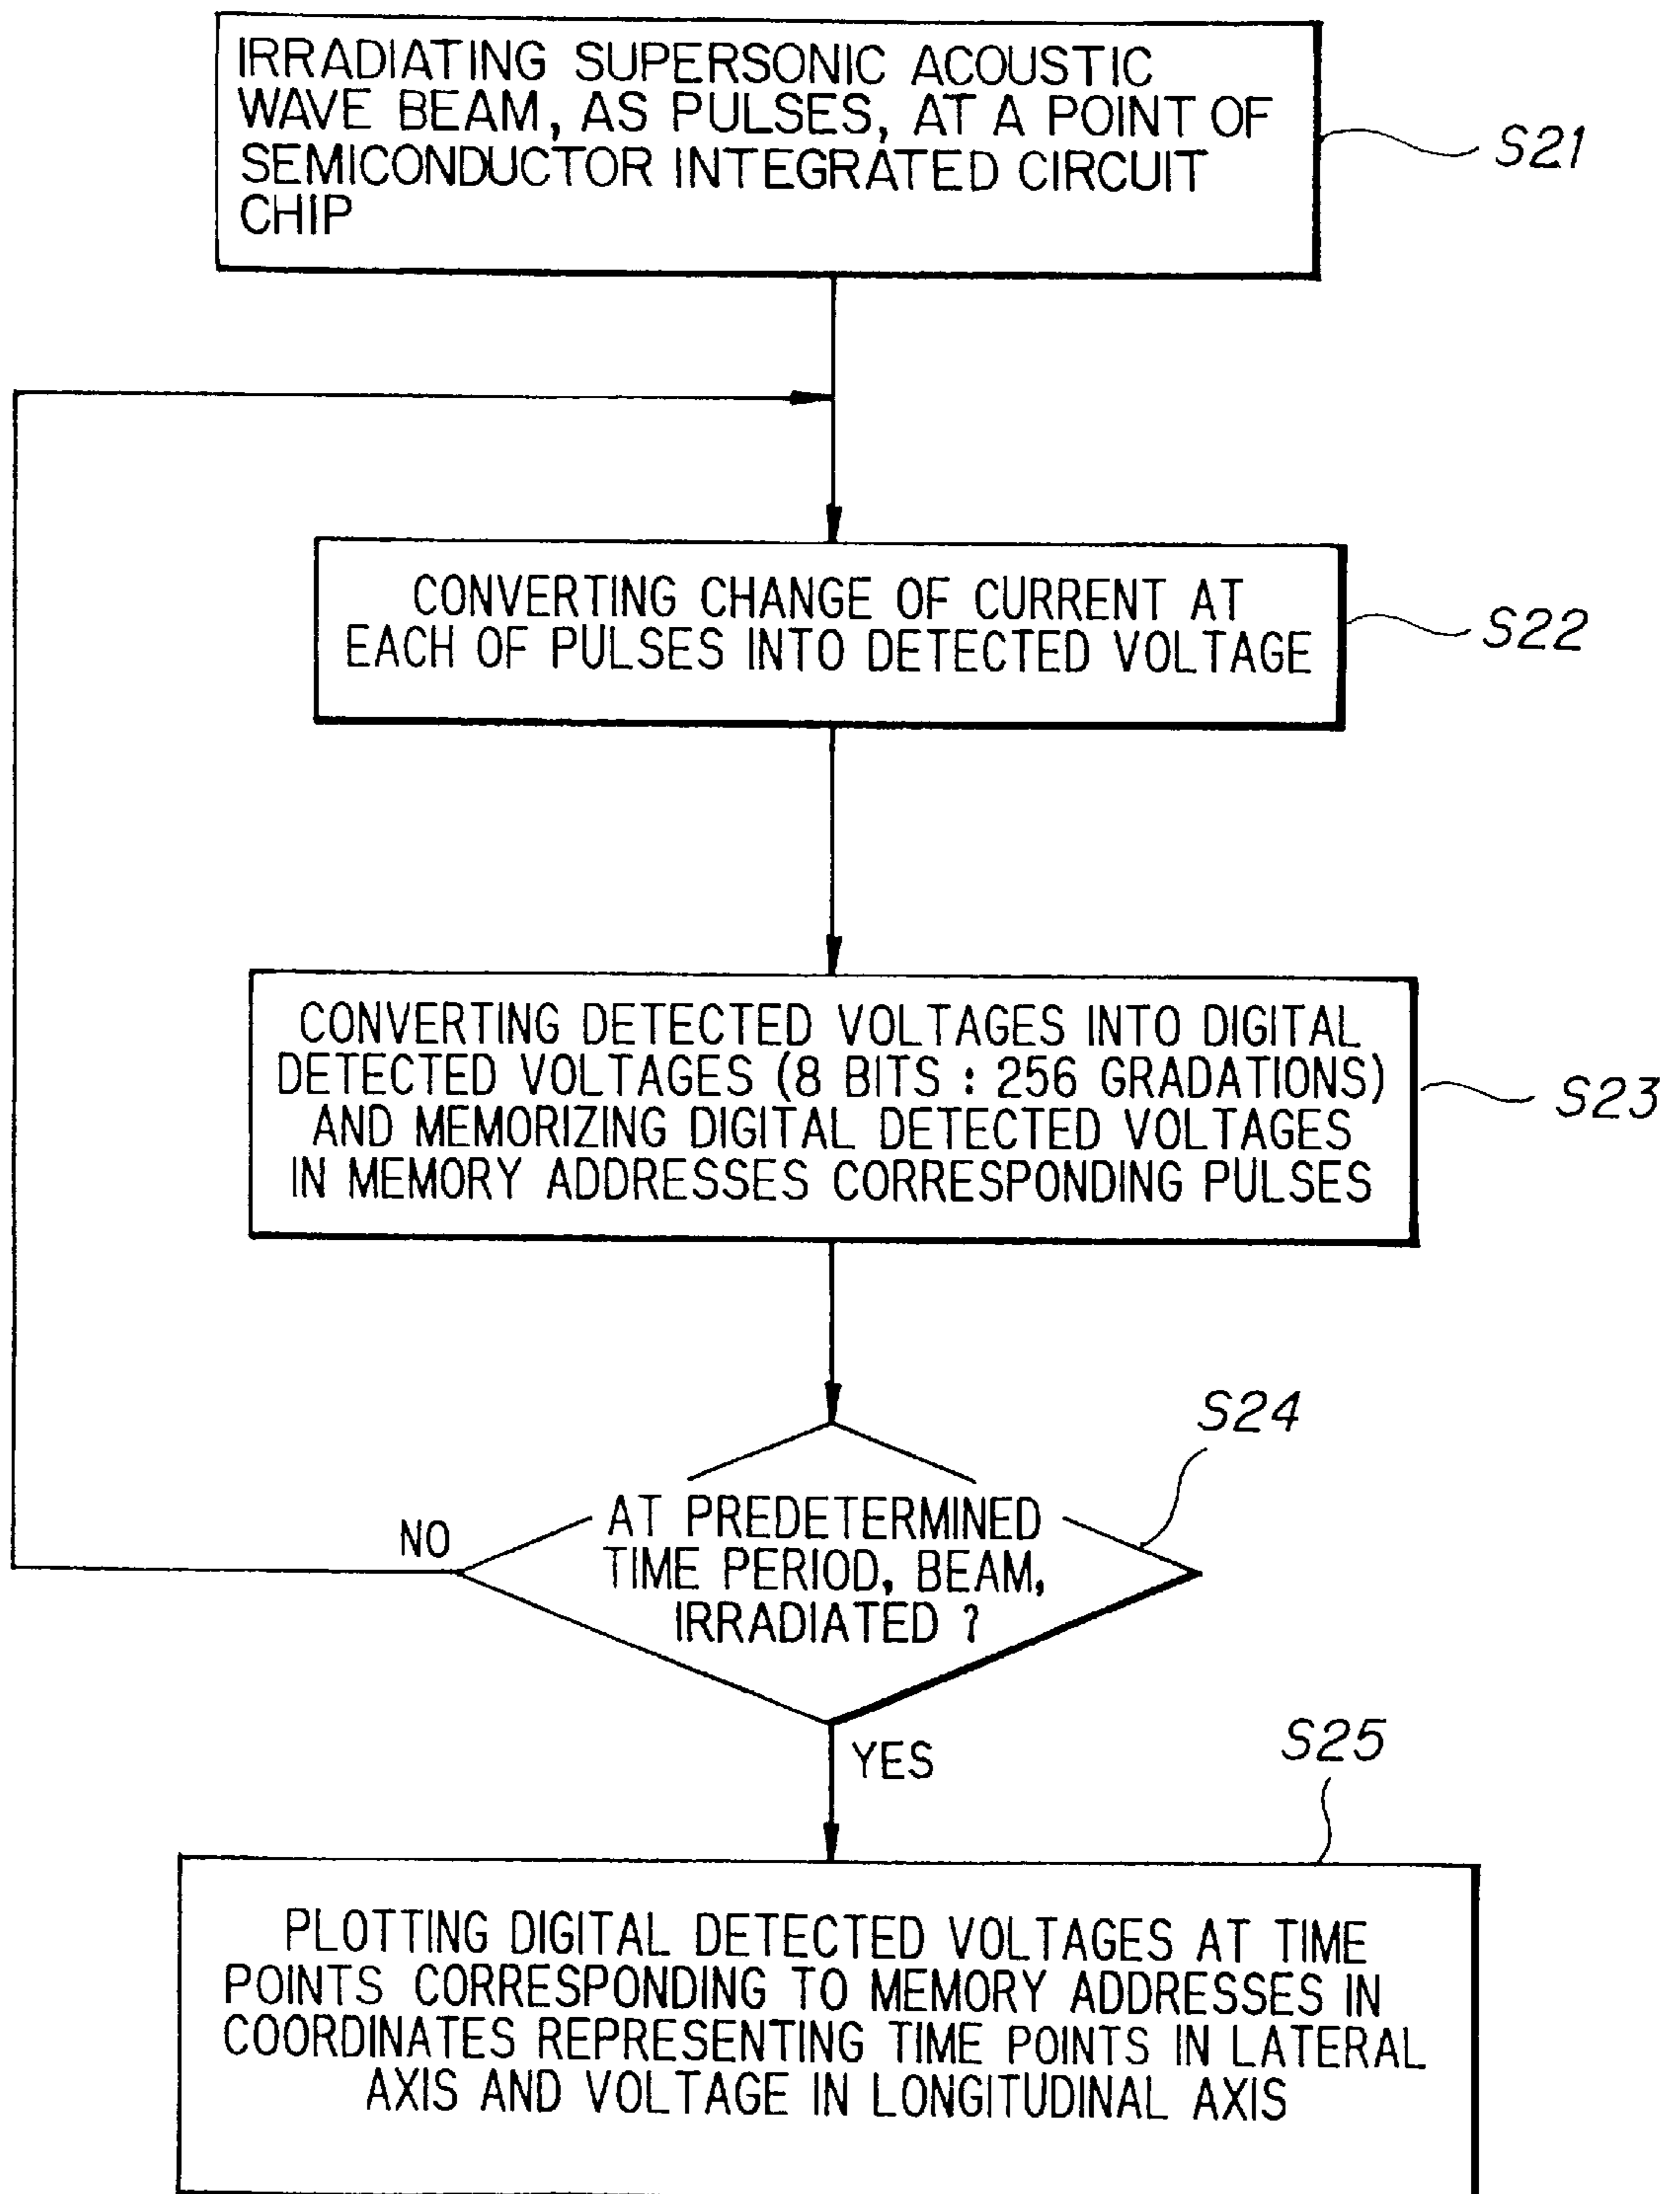 IRRADIATING SUPERSONIC ACOUSTIC
WAVE BEAM, AS PULSES, AT A POINT OF
SEMICONDUCTOR INTEGRATED CIRCUIT
CHIP
S21
CONVERTING CHANGE OF CURRENT AT
EACH OF PULSES INTO DETECTED VOLTAGE
S22
CONVERTING DETECTED VOLTAGES INTO DIGITAL
DETECTED VOLTAGES (8 BITS : 256 GRADATIONS)
AND MEMORIZING DIGITAL DETECTED VOLTAGES
IN MEMORY ADDRESSES CORRESPONDING PULSES
S23
S24
AT PREDETERMINED
TIME PERIOD, BEAM,
IRRADIATED ?
NO
YES
S25
PLOTTING DIGITAL DETECTED VOLTAGES AT TIME
POINTS CORRESPONDING TO MEMORY ADDRESSES IN
COORDINATES REPRESENTING TIME POINTS IN LATERAL
AXIS AND VOLTAGE IN LONGITUDINAL AXIS